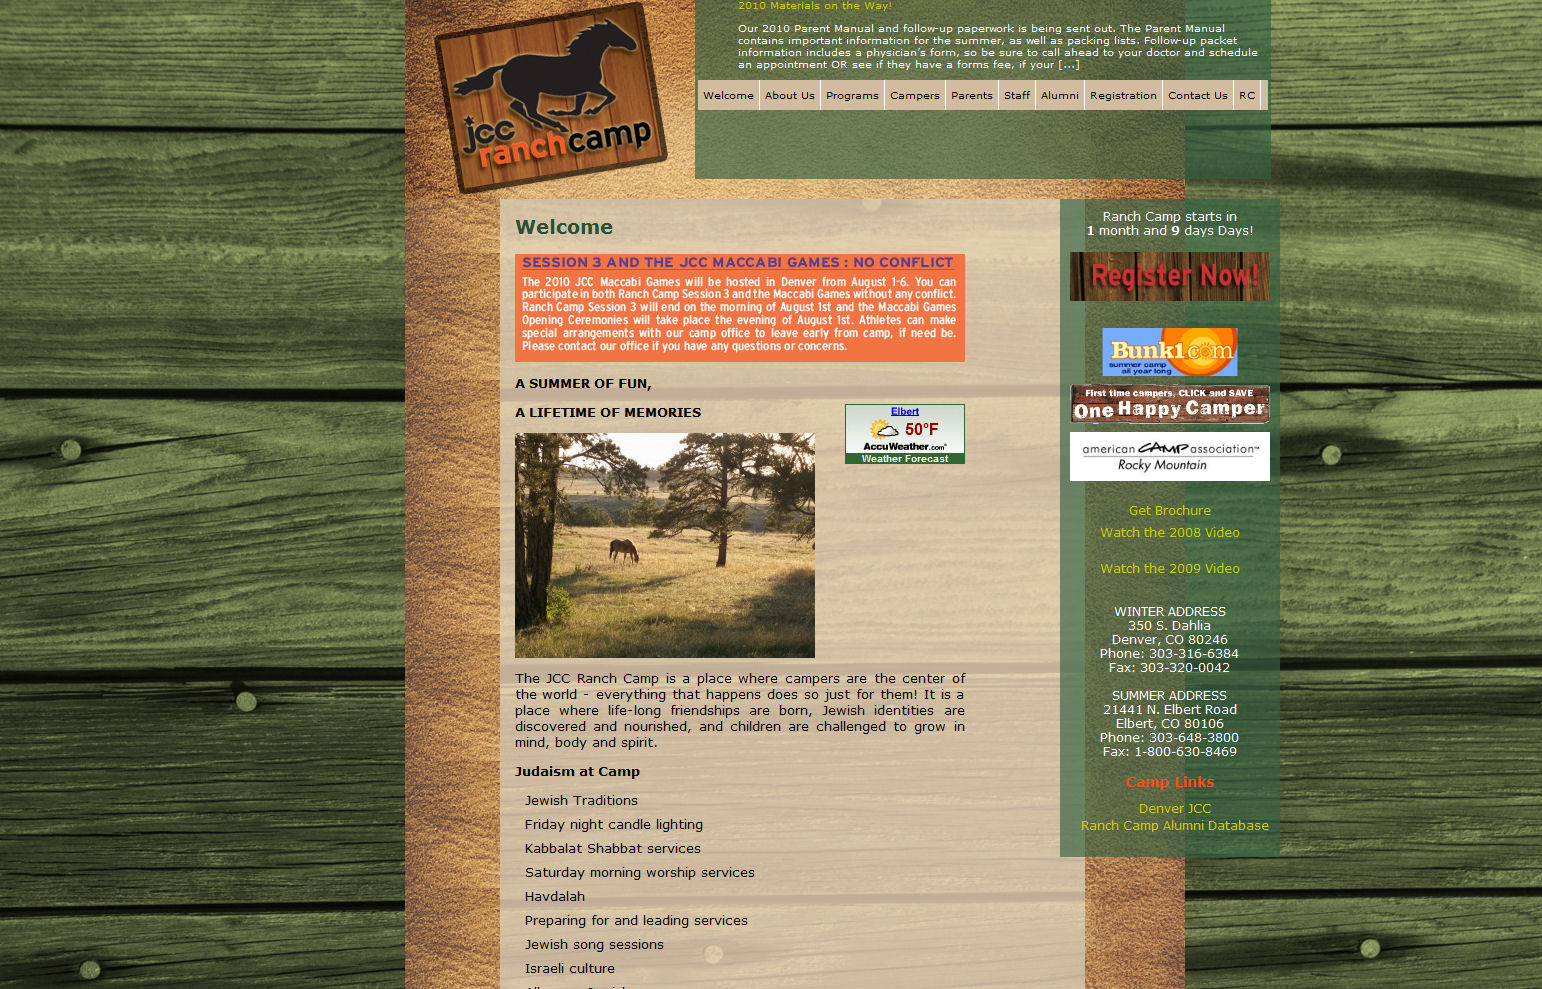 2010 Materials on the Way!
Our 2010 Parent Manual and follow-up paperwork is being sent out. The Parent Manual
contains important information for the summer, as well as packing lists. Follow-up packet
information includes a physician's form, so be sure to call ahead to your doctor and schedule
an appointment OR see if they have a forms fee, if your [...]
jcc
ranchcamp
Welcome About Us Programs Campers Parents Staff Alumni Registration Contact Us RC
Welcome
SESSION 3 AND THE JCC MACCABI GAMES : NO CONFLICT
The 2010 JCC Maccabi Games will be hosted in Denver from August 1-6. You can
participate in both Ranch Camp Session 3 and the Maccabi Games without any conflict.
Ranch Camp Session 3 will end on the morning of August 1st and the Maccabi Games
Opening Ceremonies will take place the evening of August 1st. Athletes can make
special arrangements with our camp office to leave early from camp, if need be.
Please contact our office if you have any questions or concerns.
A SUMMER OF FUN,
A LIFETIME OF MEMORIES
Elbert
50°F
AccuWeather.com®
Weather Forecast
The JCC Ranch Camp is a place where campers are the center of
the world - everything that happens does so just for them! It is a
place where life-long friendships are born, Jewish identities are
discovered and nourished, and children are challenged to grow in
mind, body and spirit.
Judaism at Camp
Jewish Traditions
Friday night candle lighting
Kabbalat Shabbat services
Saturday morning worship services
Havdalah
Preparing for and leading services
Jewish song sessions
Israeli culture
Ranch Camp starts in
1 month and 9 days Days!
Register Now!
Bunk1com
summer camp
all year long
First time campers, CLICK and SAVE
One Happy Camper
american CAMP association™
Rocky Mountain
Get Brochure
Watch the 2008 Video
Watch the 2009 Video
WINTER ADDRESS
350 S. Dahlia
Denver, CO 80246
Phone: 303-316-6384
Fax: 303-320-0042
SUMMER ADDRESS
21441 N. Elbert Road
Elbert, CO 80106
Phone: 303-648-3800
Fax: 1-800-630-8469
Camp Links
Denver JCC
Ranch Camp Alumni Database